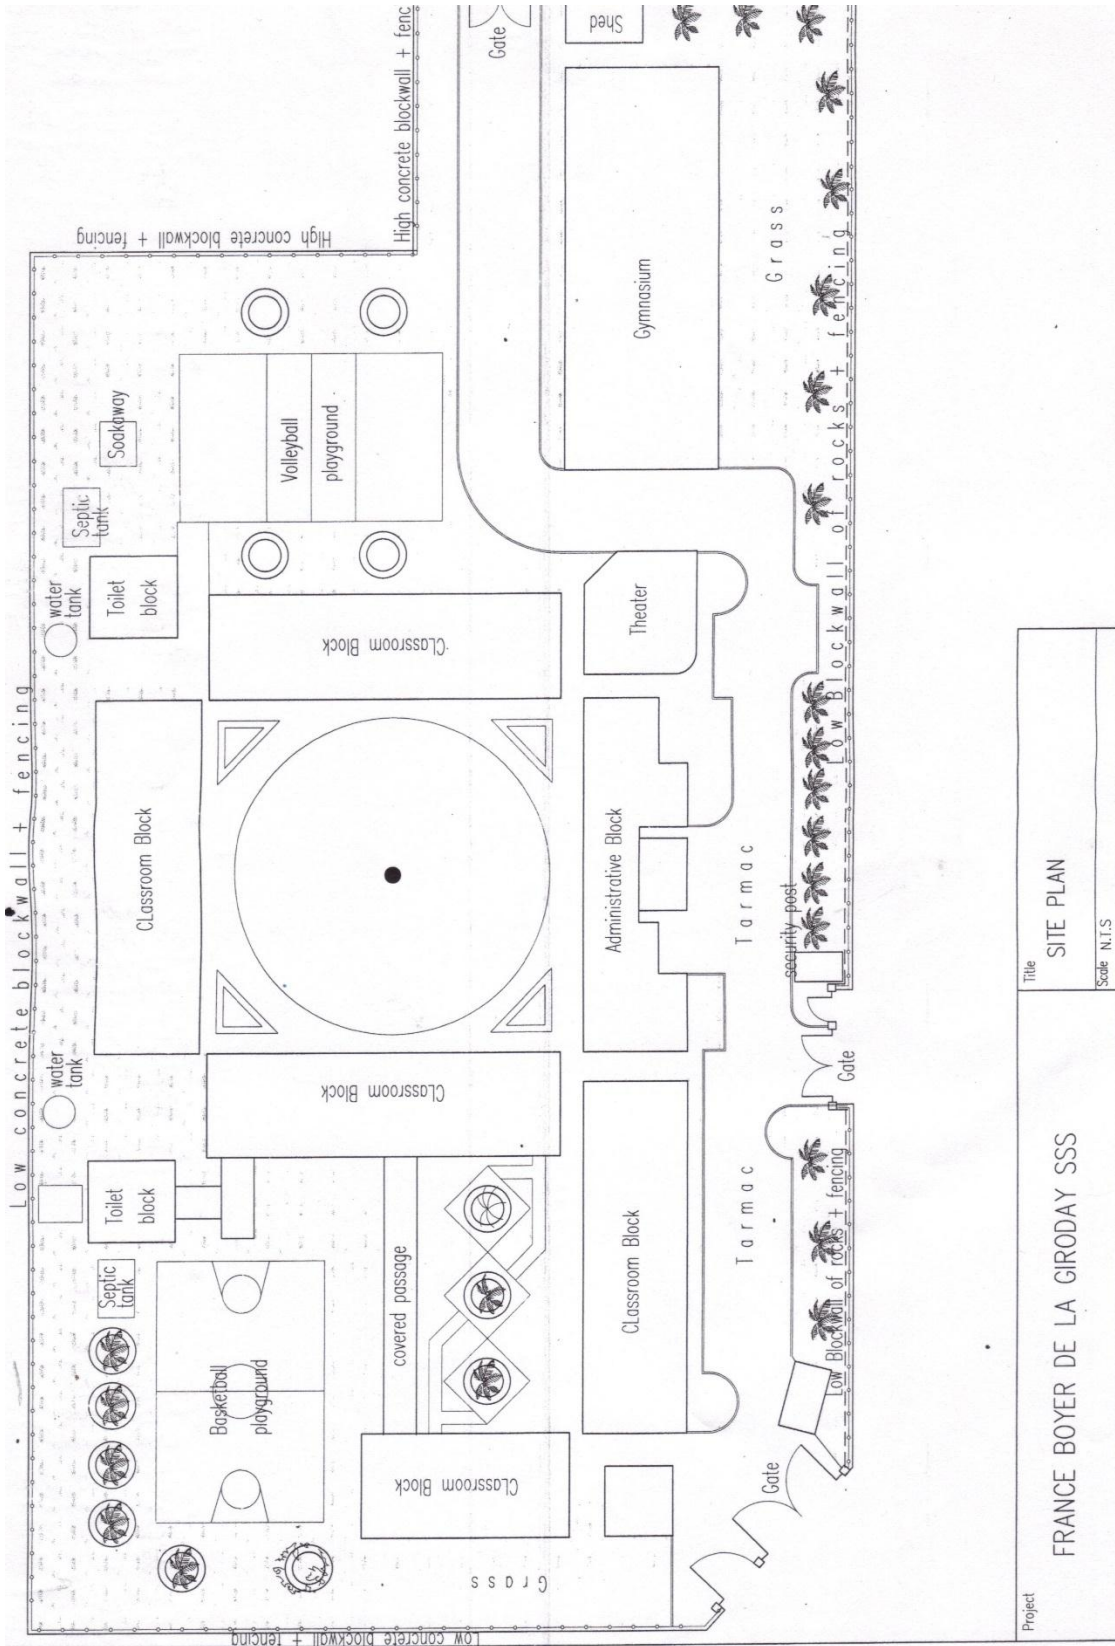 High concrete blockwall + fenc
Gate
Shed
High concrete blockwall + fencing
Low concrete blockwall + fencing
Soakaway
Septic
tank
water
tank
Toilet
block
Volleyball
playground
Gymnasium
Grass
Low Blockwall of rocks + fencing
CLassroom Block
Theater
CLassroom Block
Administrative Block
Tarmac
security post
Gate
water
tank
CLassroom Block
Toilet
block
Septic
tank
Basketball
playground
covered passage
CLassroom Block
Tarmac
Low Blockwall of rocks + fencing
CLassroom Block
Gate
Grass
Low concrete blockwall + fencing
Project
FRANCE BOYER DE LA GIRODAY SSS
Title
SITE PLAN
Scale N.T.S